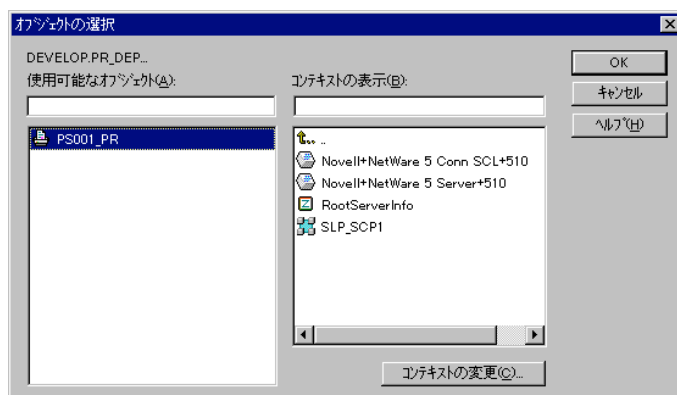 ｵﾌﾞｼﾞｪｸﾄの選択
DEVELOP.PR_DEP...
使用可能なｵﾌﾞｼﾞｪｸﾄ(A):
ｺﾝﾃｷｽﾄの表示(B):
OK
ｷｬﾝｾﾙ
ﾍﾙﾌﾟ(H)
PS001_PR
..
Novell+NetWare 5 Conn SCL+510
Novell+NetWare 5 Server+510
RootServerInfo
SLP_SCP1
ｺﾝﾃｷｽﾄの変更(C)...